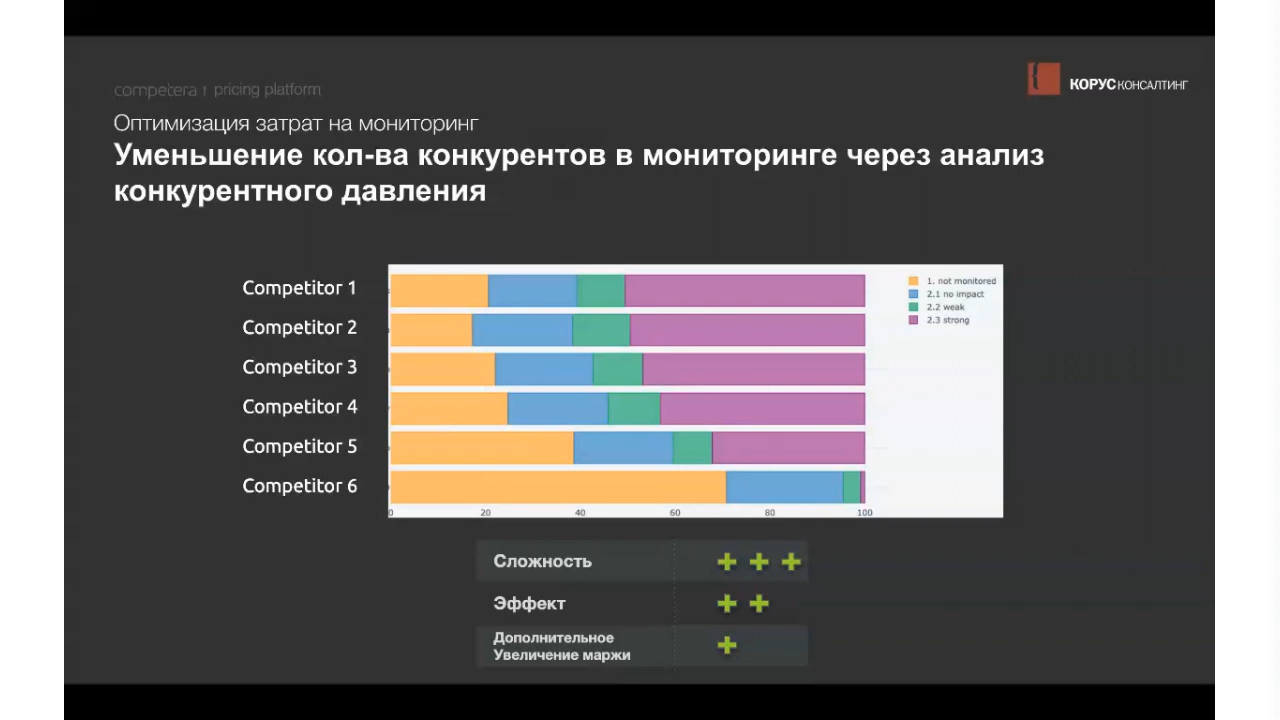 competera | pricing platform
КОРУС КОНСАЛТИНГ
Оптимизация затрат на мониторинг
Уменьшение кол-ва конкурентов в мониторинге через анализ
конкурентного давления
Competitor 1
Competitor 2
Competitor 3
Competitor 4
Competitor 5
Competitor 6
1. not monitored
2.1 no impact
2.2 weak
2.3 strong
0 20 40 60 80 100
Сложность
Эффект
Дополнительное
Увеличение маржи